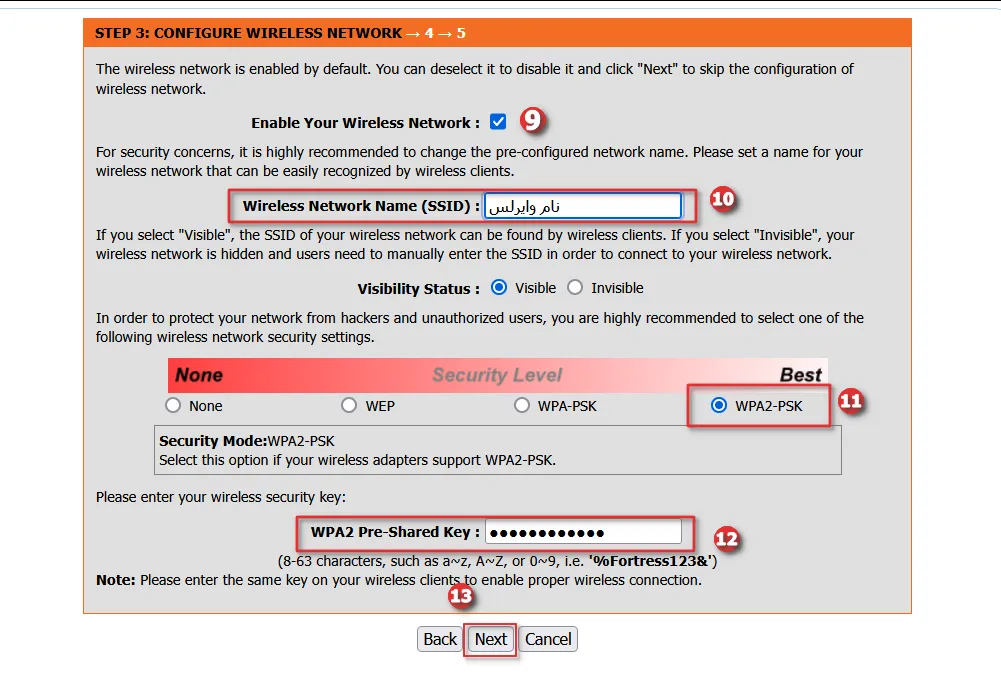 STEP 3: CONFIGURE WIRELESS NETWORK → 4 → 5
The wireless network is enabled by default. You can deselect it to disable it and click "Next" to skip the configuration of
wireless network.
Enable Your Wireless Network : 9
For security concerns, it is highly recommended to change the pre-configured network name. Please set a name for your
wireless network that can be easily recognized by wireless clients.
Wireless Network Name (SSID) : نام وایرلس 10
If you select "Visible", the SSID of your wireless network can be found by wireless clients. If you select "Invisible", your
wireless network is hidden and users need to manually enter the SSID in order to connect to your wireless network.
Visibility Status : Visible Invisible
In order to protect your network from hackers and unauthorized users, you are highly recommended to select one of the
following wireless network security settings.
None Security Level Best
None WEP WPA-PSK WPA2-PSK 11
Security Mode:WPA2-PSK
Select this option if your wireless adapters support WPA2-PSK.
Please enter your wireless security key:
WPA2 Pre-Shared Key : ●●●●●●●●●●●● 12
(8-63 characters, such as a~z, A~Z, or 0~9, i.e. '%Fortress123&')
Note: Please enter the same key on your wireless clients to enable proper wireless connection.
13
Back Next Cancel